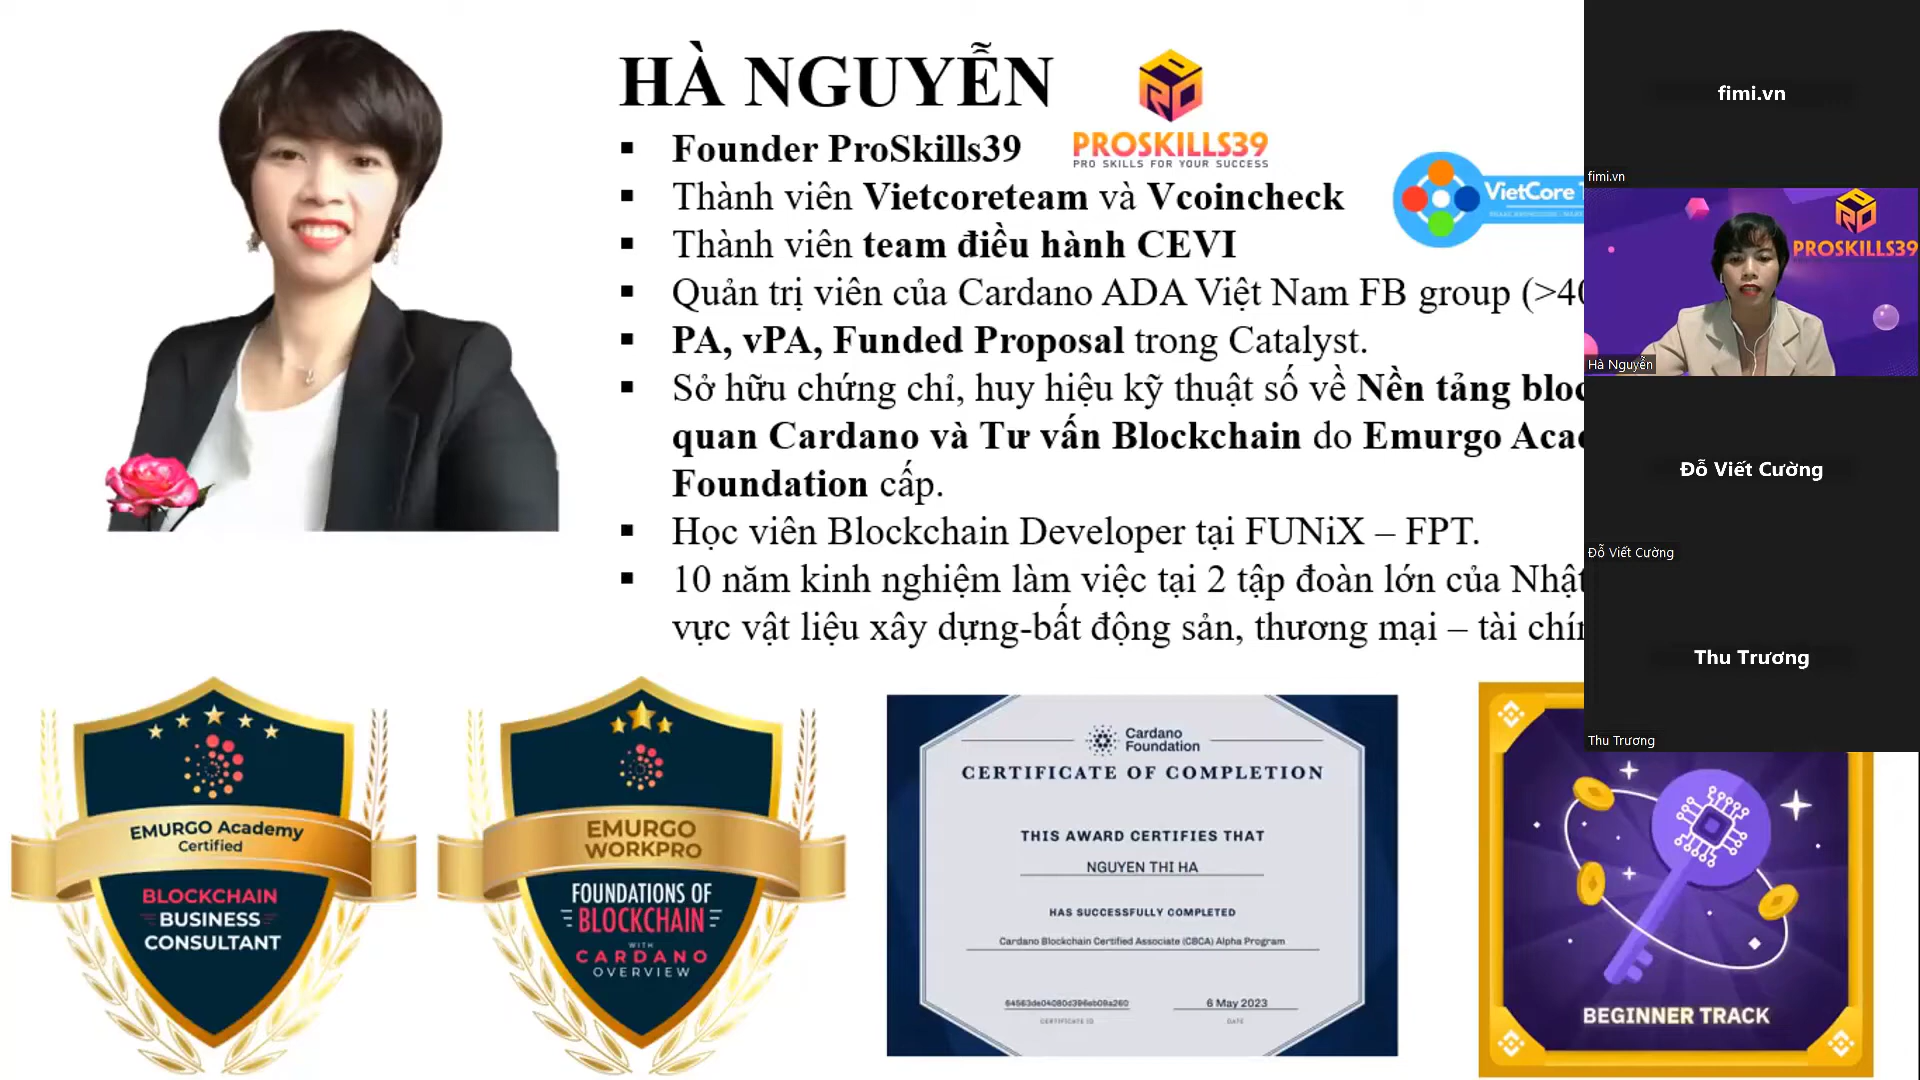 HÀ NGUYỄN
PROSKILLS39
PRO SKILLS FOR YOUR SUCCESS
▪ Founder ProSkills39
▪ Thành viên Vietcoreteam và Vcoincheck
VietCore
▪ Thành viên team điều hành CEVI
▪ Quản trị viên của Cardano ADA Việt Nam FB group (>40
▪ PA, vPA, Funded Proposal trong Catalyst.
▪ Sở hữu chứng chỉ, huy hiệu kỹ thuật số về Nền tảng bloc
quan Cardano và Tư vấn Blockchain do Emurgo Aca
Foundation cấp.
▪ Học viên Blockchain Developer tại FUNiX – FPT.
▪ 10 năm kinh nghiệm làm việc tại 2 tập đoàn lớn của Nhật
vực vật liệu xây dựng-bất động sản, thương mại – tài chín
EMURGO Academy
Certified
BLOCKCHAIN
BUSINESS
CONSULTANT
EMURGO
WORKPRO
FOUNDATIONS OF
BLOCKCHAIN
WITH
CARDANO
OVERVIEW
Cardano
Foundation
CERTIFICATE OF COMPLETION
THIS AWARD CERTIFIES THAT
NGUYEN THI HA
HAS SUCCESSFULLY COMPLETED
Cardano Blockchain Certified Associate (CBCA) Alpha Program
64563de04080d396eb09a260
CERTIFICATE ID
6 May 2023
DATE
BEGINNER TRACK
fimi.vn
fimi.vn
PROSKILLS39
Hà Nguyễn
Đỗ Viết Cường
Đỗ Viết Cường
Thu Trương
Thu Trương